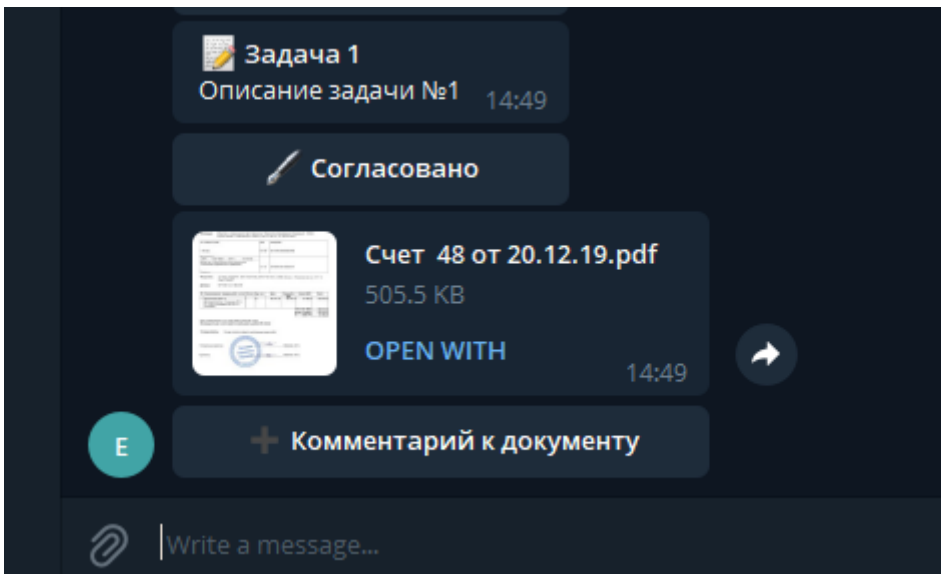 Задача 1
Описание задачи №1
14:49
Согласовано
Счет 48 от 20.12.19.pdf
505.5 KB
OPEN WITH
14:49
E
Комментарий к документу
Write a message...